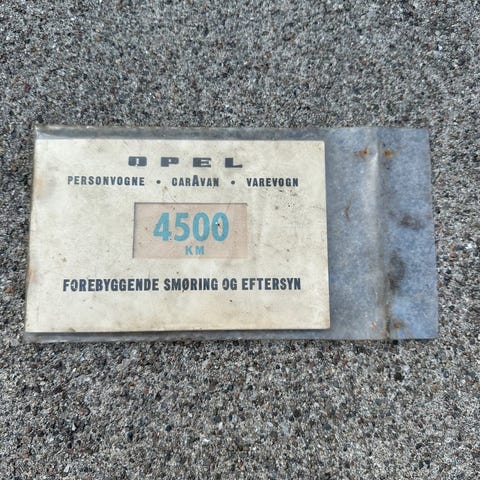 OPEL
PERSONVOGNE • CARAVAN • VAREVOGN
4500
KM
FOREBYGGENDE SMØRING OG EFTERSYN